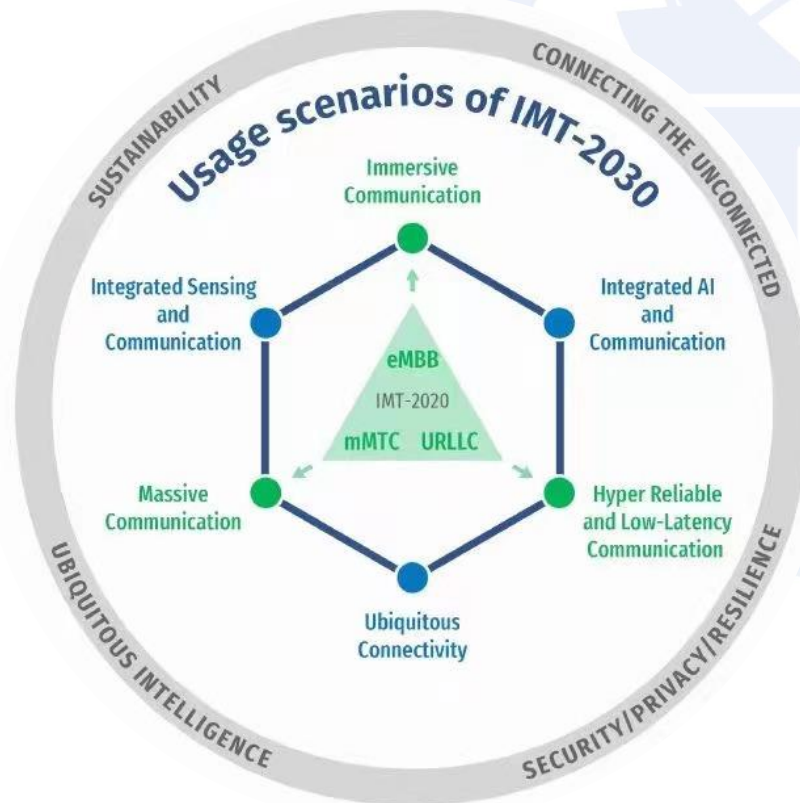 SUSTAINABILITY
CONNECTING THE UNCONNECTED
Usage scenarios of IMT-2030
Immersive
Communication
Integrated Sensing
and
Communication
Integrated AI
and
Communication
eMBB
IMT-2020
mMTC URLLC
Massive
Communication
Hyper Reliable
and Low-Latency
Communication
Ubiquitous
Connectivity
UBIQUITOUS INTELLIGENCE
SECURITY/PRIVACY/RESILIENCE